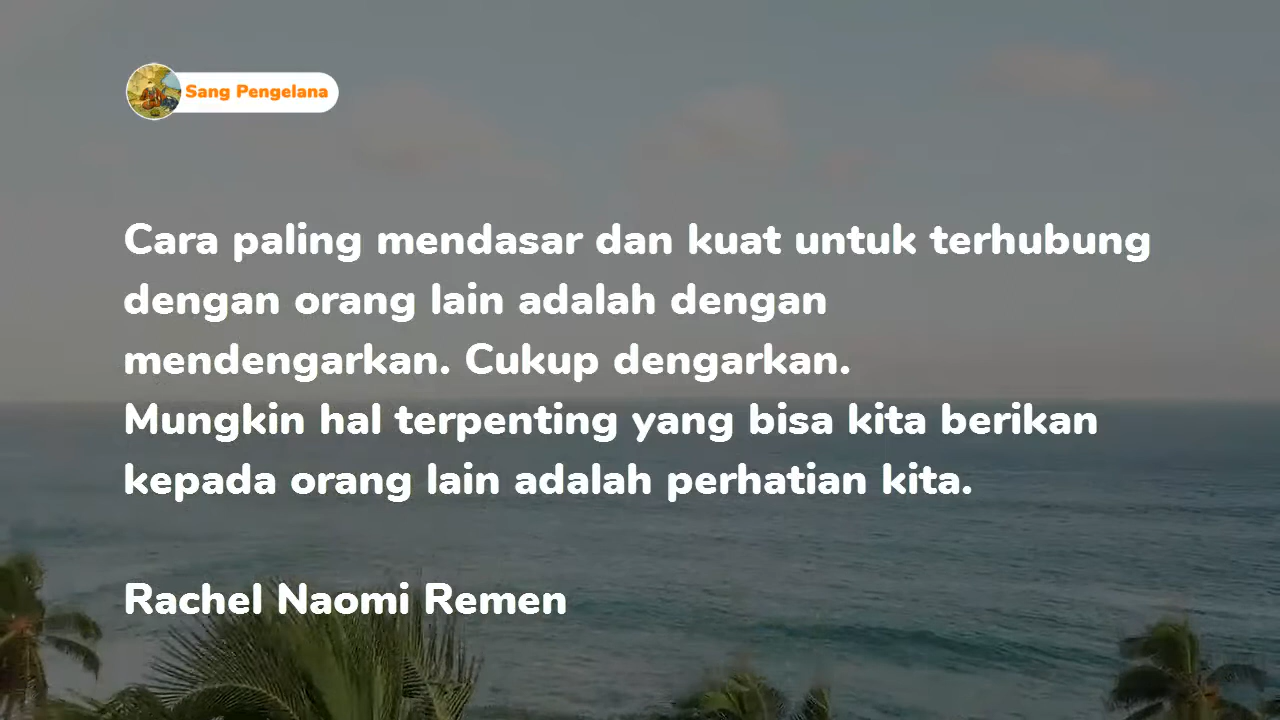 Sang Pengelana
Cara paling mendasar dan kuat untuk terhubung
dengan orang lain adalah dengan
mendengarkan. Cukup dengarkan.
Mungkin hal terpenting yang bisa kita berikan
kepada orang lain adalah perhatian kita.
Rachel Naomi Remen